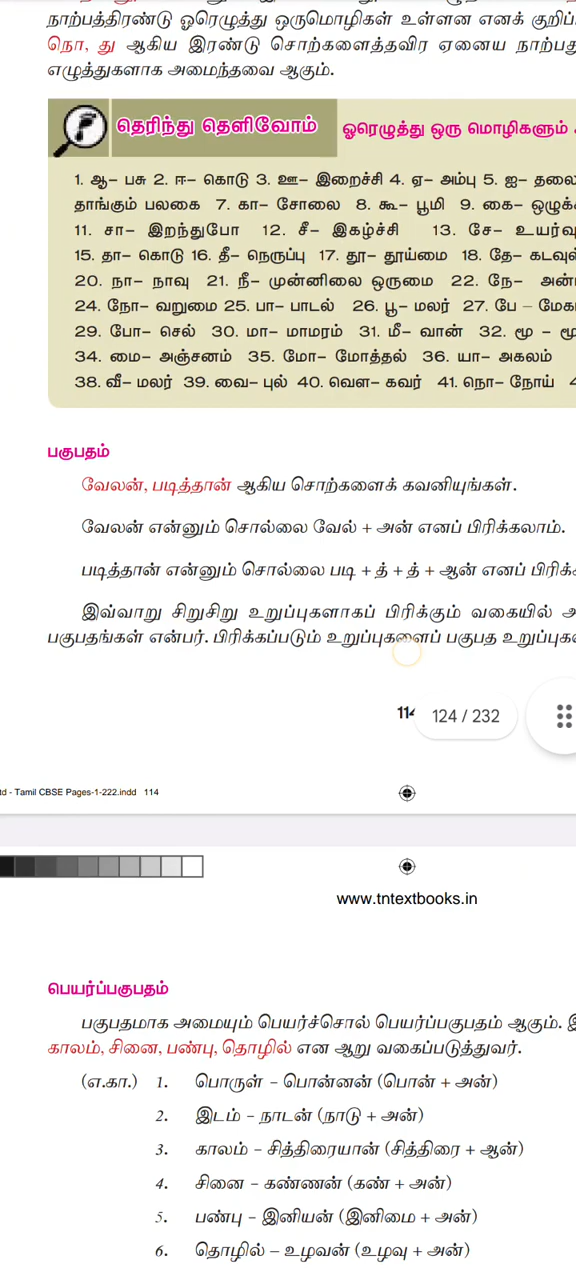 நாற்பத்திரண்டு ஓரெழுத்து ஒருமொழிகள் உள்ளன எனக் குறிப்
நொ, து ஆகிய இரண்டு சொற்களைத்தவிர ஏனைய நாற்பது
எழுத்துகளாக அமைந்தவை ஆகும்.
தெரிந்து தெளிவோம் ஓரெழுத்து ஒரு மொழிகளும்
1. ஆ– பசு 2. ஈ– கொடு 3. ஊ– இறைச்சி 4. ஏ– அம்பு 5. ஐ– தலை
தாங்கும் பலகை 7. கா– சோலை 8. கூ– பூமி 9. கை– ஒழுக்
11. சா– இறந்துபோ 12. சீ– இகழ்ச்சி 13. சே– உயர்வு
15. தா– கொடு 16. தீ– நெருப்பு 17. தூ– தூய்மை 18. தே– கடவுள்
20. நா– நாவு 21. நீ– முன்னிலை ஒருமை 22. நே– அன்
24. நோ– வறுமை 25. பா– பாடல் 26. பூ– மலர் 27. பே – மேக
29. போ– செல் 30. மா– மாமரம் 31. மீ– வான் 32. மூ – மூ
34. மை– அஞ்சனம் 35. மோ– மோத்தல் 36. யா– அகலம்
38. வீ– மலர் 39. வை– புல் 40. வௌ– கவர் 41. நொ– நோய்
பகுபதம்
வேலன், படித்தான் ஆகிய சொற்களைக் கவனியுங்கள்.
வேலன் என்னும் சொல்லை வேல் + அன் எனப் பிரிக்கலாம்.
படித்தான் என்னும் சொல்லை படி + த் + த் + ஆன் எனப் பிரிக்க
இவ்வாறு சிறுசிறு உறுப்புகளாகப் பிரிக்கும் வகையில் அ
பகுபதங்கள் என்பர். பிரிக்கப்படும் உறுப்புகளைப் பகுபத உறுப்புக
114 124 / 232
td - Tamil CBSE Pages-1-222.indd 114
www.tntextbooks.in
பெயர்ப்பகுபதம்
பகுபதமாக அமையும் பெயர்ச்சொல் பெயர்ப்பகுபதம் ஆகும்.
காலம், சினை, பண்பு, தொழில் என ஆறு வகைப்படுத்துவர்.
(எ.கா.) 1. பொருள் – பொன்னன் (பொன் + அன்)
2. இடம் – நாடன் (நாடு + அன்)
3. காலம் – சித்திரையான் (சித்திரை + ஆன்)
4. சினை – கண்ணன் (கண் + அன்)
5. பண்பு – இனியன் (இனிமை + அன்)
6. தொழில் – உழவன் (உழவு + அன்)